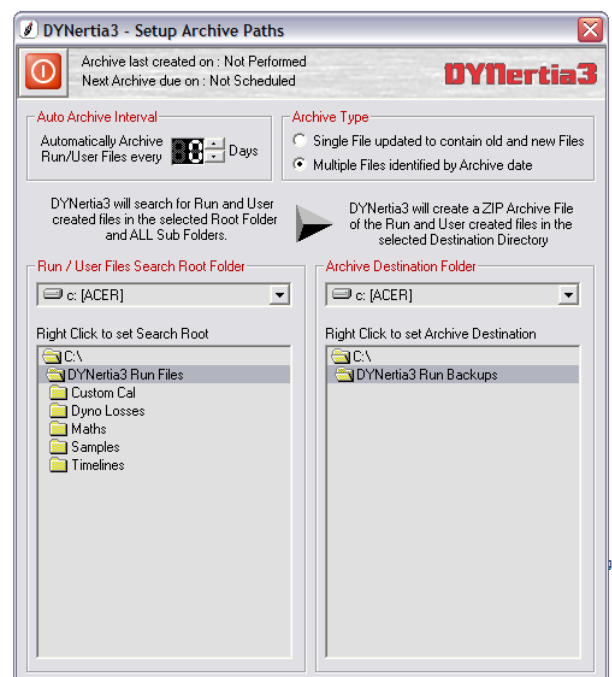 DYNertia3 - Setup Archive Paths
Archive last created on : Not Performed
Next Archive due on : Not Scheduled
DYNertia3
Auto Archive Interval
Automatically Archive
Run/User Files every
Days
Archive Type
Single File updated to contain old and new Files
Multiple Files identified by Archive date
DYNertia3 will search for Run and User
created files in the selected Root Folder
and ALL Sub Folders.
DYNertia3 will create a ZIP Archive File
of the Run and User created files in the
selected Destination Directory
Run / User Files Search Root Folder
c: [ACER]
Right Click to set Search Root
C:\
DYNertia3 Run Files
Custom Cal
Dyno Losses
Maths
Samples
Timelines
Archive Destination Folder
c: [ACER]
Right Click to set Archive Destination
C:\
DYNertia3 Run Backups